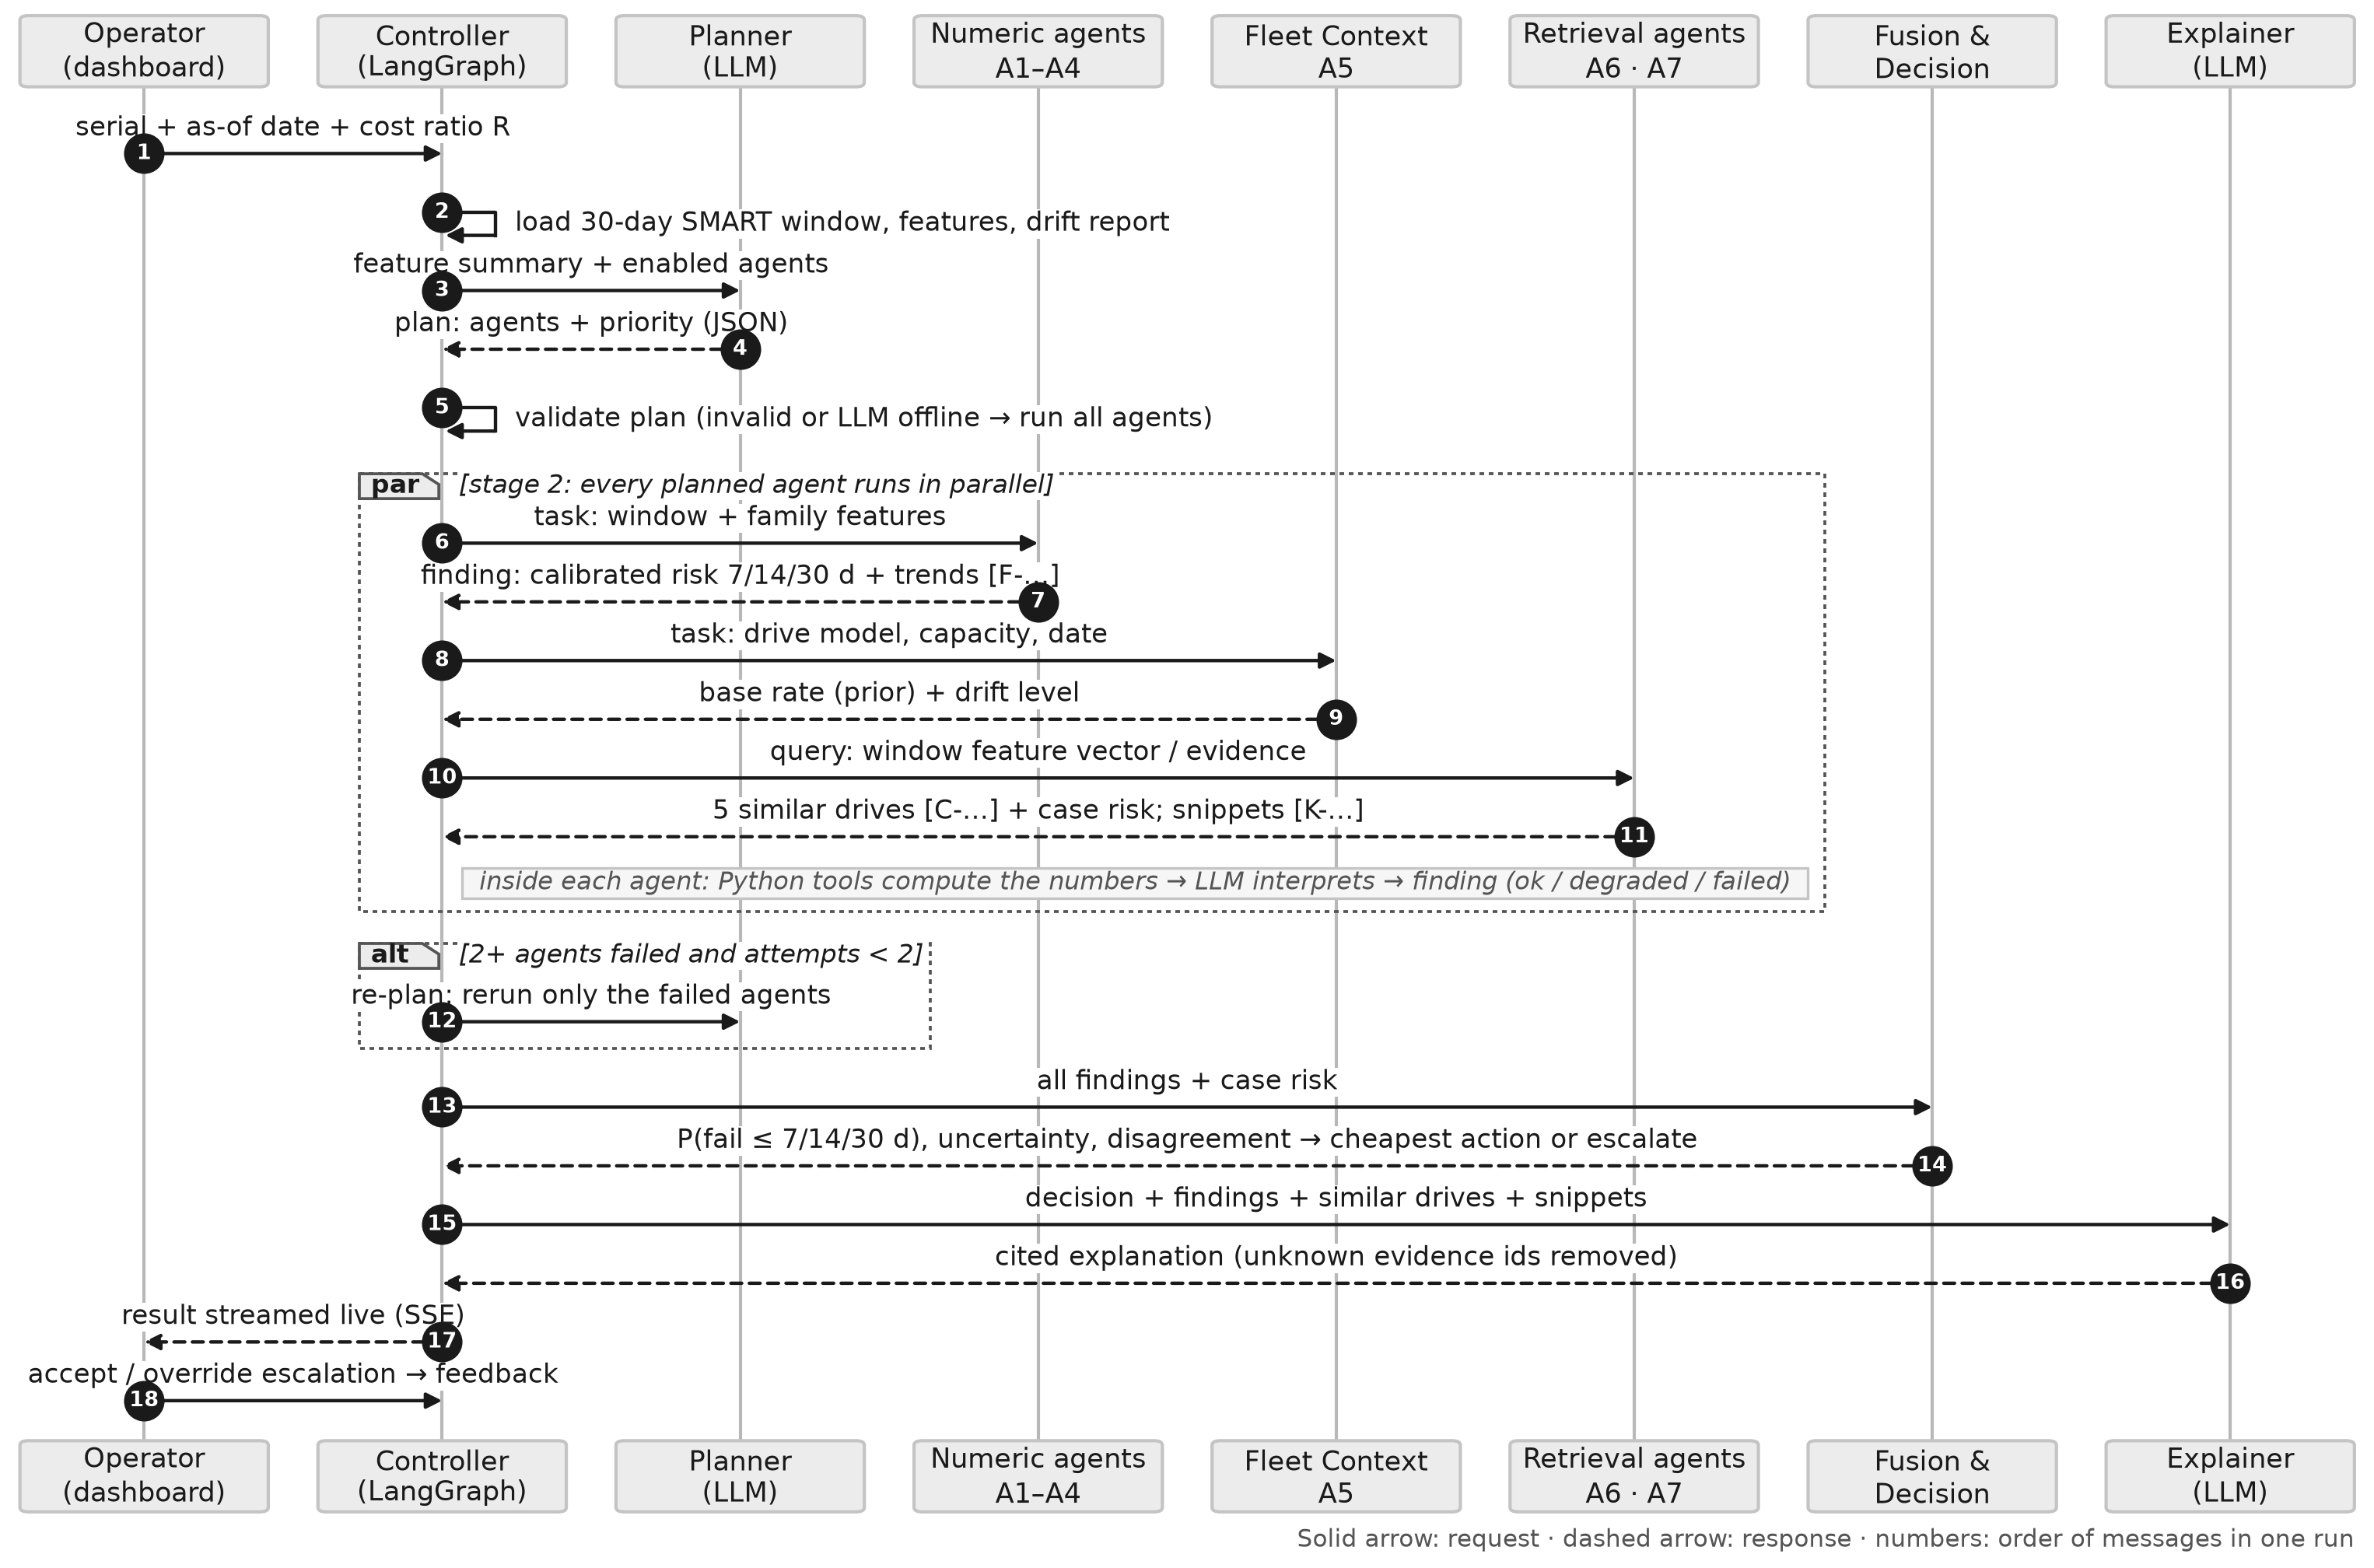 Operator
(dashboard)
Controller
(LangGraph)
Planner
(LLM)
Numeric agents
A1–A4
Fleet Context
A5
Retrieval agents
A6 · A7
Fusion &
Decision
Explainer
(LLM)
serial + as-of date + cost ratio R
1
2
load 30-day SMART window, features, drift report
feature summary + enabled agents
3
plan: agents + priority (JSON)
4
5
validate plan (invalid or LLM offline → run all agents)
par
[stage 2: every planned agent runs in parallel]
task: window + family features
6
finding: calibrated risk 7/14/30 d + trends [F-…]
7
task: drive model, capacity, date
8
base rate (prior) + drift level
9
query: window feature vector / evidence
10
5 similar drives [C-…] + case risk; snippets [K-…]
11
inside each agent: Python tools compute the numbers → LLM interprets → finding (ok / degraded / failed)
alt
[2+ agents failed and attempts < 2]
re-plan: rerun only the failed agents
12
all findings + case risk
13
P(fail ≤ 7/14/30 d), uncertainty, disagreement → cheapest action or escalate
14
decision + findings + similar drives + snippets
15
cited explanation (unknown evidence ids removed)
16
result streamed live (SSE)
17
accept / override escalation → feedback
18
Operator
(dashboard)
Controller
(LangGraph)
Planner
(LLM)
Numeric agents
A1–A4
Fleet Context
A5
Retrieval agents
A6 · A7
Fusion &
Decision
Explainer
(LLM)
Solid arrow: request · dashed arrow: response · numbers: order of messages in one run